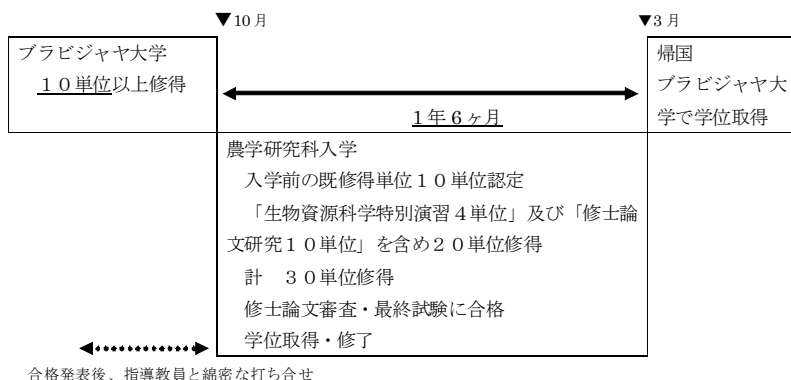 ▼10月
▼3月
ブラビジャヤ大学
１０単位以上修得
帰国
ブラビジャヤ大
学で学位取得
1年6ヶ月
農学研究科入学
入学前の既修得単位１０単位認定
「生物資源科学特別演習４単位」及び「修士論
文研究１０単位」を含め２０単位修得
計　３０単位修得
修士論文審査・最終試験に合格
学位取得・修了
合格発表後、指導教員と綿密な打ち合せ